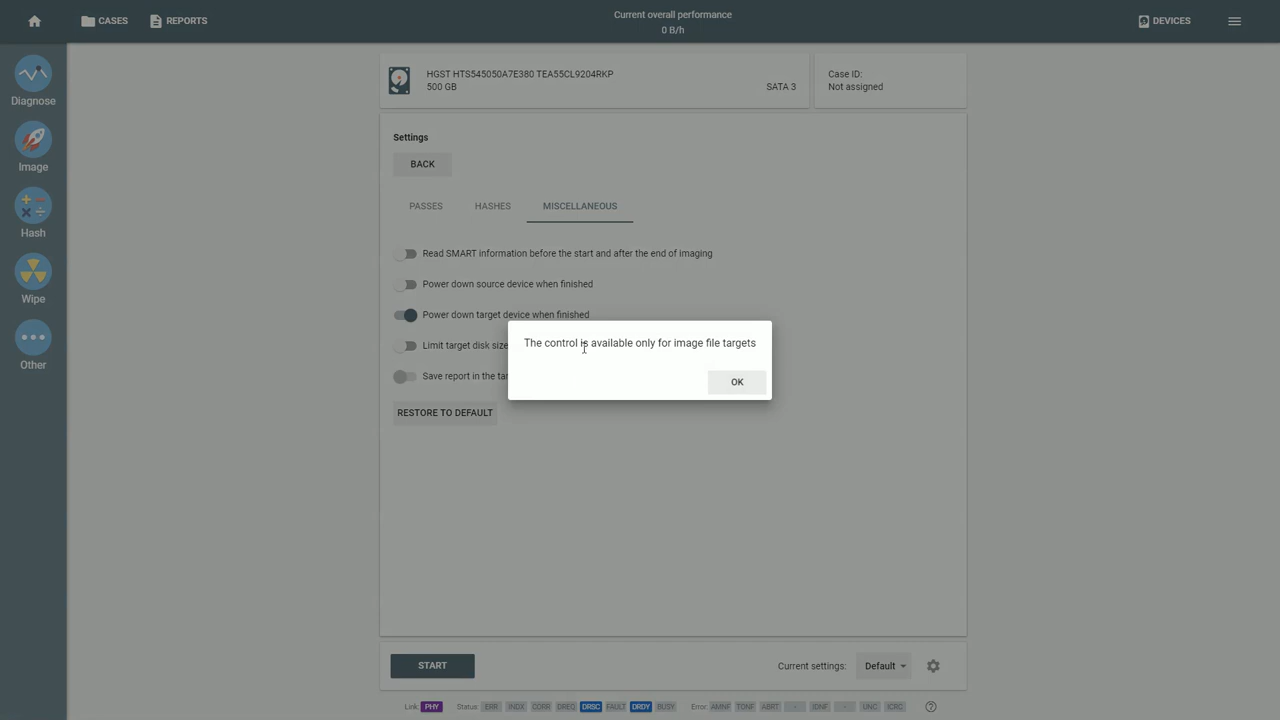 CASES
REPORTS
Current overall performance
0 B/h
DEVICES
Diagnose
Image
Hash
Wipe
Other
HGST HTS545050A7E380 TEA55CL9204RKP
500 GB
SATA 3
Case ID:
Not assigned
Settings
BACK
PASSES
HASHES
MISCELLANEOUS
Read SMART information before the start and after the end of imaging
Power down source device when finished
Power down target device when finished
Limit target disk size
Save report in the
The control is available only for image file targets
OK
RESTORE TO DEFAULT
START
Current settings:
Default
Link: PHY
Status: ERR INDX CORR DREQ DRSC FAULT DRDY BUSY
Error: AMNF TONF ABRT - IDNF - UNC ICRC